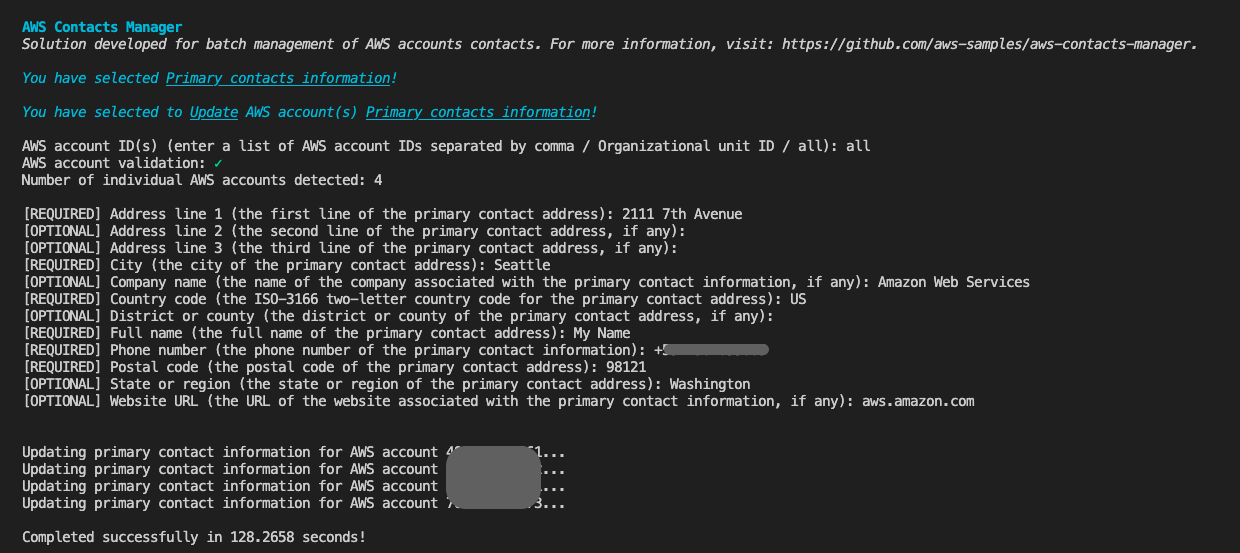 AWS Contacts Manager
Solution developed for batch management of AWS accounts contacts. For more information, visit: https://github.com/aws-samples/aws-contacts-manager.
You have selected Primary contacts information!
You have selected to Update AWS account(s) Primary contacts information!
AWS account ID(s) (enter a list of AWS account IDs separated by comma / Organizational unit ID / all): all
AWS account validation: ✓
Number of individual AWS accounts detected: 4
[REQUIRED] Address line 1 (the first line of the primary contact address): 2111 7th Avenue
[OPTIONAL] Address line 2 (the second line of the primary contact address, if any):
[OPTIONAL] Address line 3 (the third line of the primary contact address, if any):
[REQUIRED] City (the city of the primary contact address): Seattle
[OPTIONAL] Company name (the name of the company associated with the primary contact information, if any): Amazon Web Services
[REQUIRED] Country code (the ISO-3166 two-letter country code for the primary contact address): US
[OPTIONAL] District or county (the district or county of the primary contact address, if any):
[REQUIRED] Full name (the full name of the primary contact address): My Name
[REQUIRED] Phone number (the phone number of the primary contact information):
[REQUIRED] Postal code (the postal code of the primary contact address): 98121
[OPTIONAL] State or region (the state or region of the primary contact address): Washington
[OPTIONAL] Website URL (the URL of the website associated with the primary contact information, if any): aws.amazon.com
Updating primary contact information for AWS account ...
Updating primary contact information for AWS account ...
Updating primary contact information for AWS account ...
Updating primary contact information for AWS account ...
Completed successfully in 128.2658 seconds!